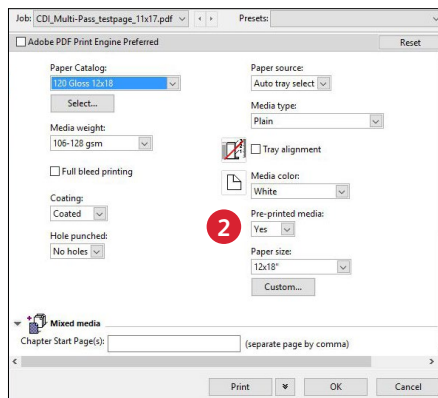 Job: CDI_Multi-Pass_testpage_11x17.pdf Presets:
Adobe PDF Print Engine Preferred Reset
Paper Catalog:
120 Gloss 12x18
Select...
Media weight:
106-128 gsm
Full bleed printing
Coating:
Coated
Hole punched:
No holes
Paper source:
Auto tray select
Media type:
Plain
Tray alignment
Media color:
White
2
Pre-printed media:
Yes
Paper size:
12x18"
Custom...
Mixed media
Chapter Start Page(s): (separate page by comma)
Print OK Cancel